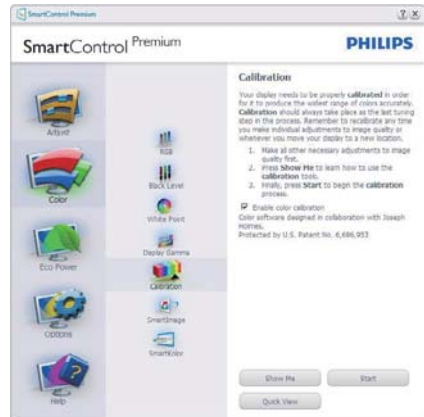 SmartControl Premium
SmartControl Premium
PHILIPS
Adjust
Color
Eco Power
Options
Help
RGB
Black Level
White Point
Display Gamma
Calibration
SmartImage
SmartKolor
Calibration
Your display needs to be properly calibrated in order
for it to produce the widest range of colors accurately.
Calibration should always take place as the last tuning
step in the process. Remember to recalibrate any time
you make individual adjustments to image quality or
whenever you move your display to a new location.
1. Make all other necessary adjustments to image
quality first.
2. Press Show Me to learn how to use the
calibration tools.
3. Finally, press Start to begin the calibration
process.
Enable color calibration
Color software designed in collaboration with Joseph
Holmes.
Protected by U.S. Patent No. 6,686,953
Show Me
Start
Quick View